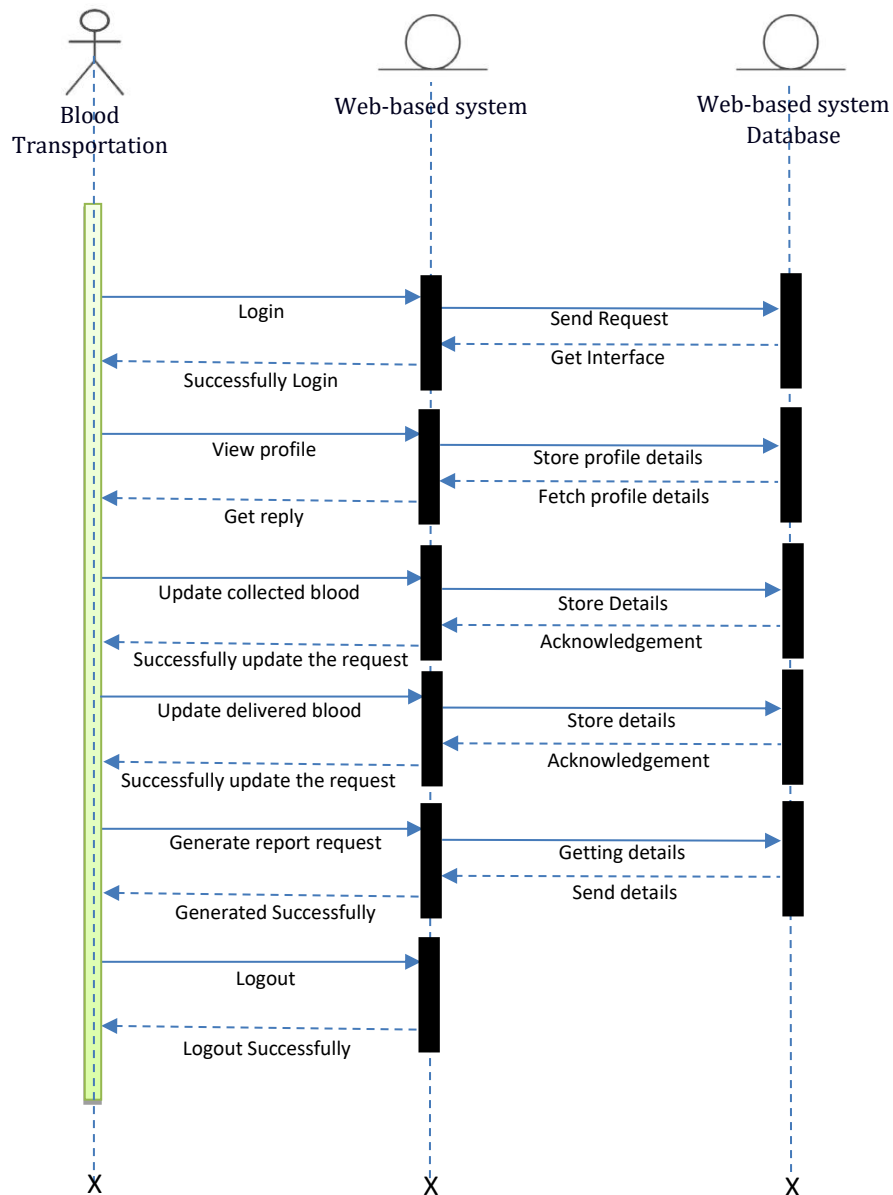 Blood
Transportation
Web-based system
Web-based system
Database
Login
Send Request
Get Interface
Successfully Login
View profile
Store profile details
Fetch profile details
Get reply
Update collected blood
Store Details
Acknowledgement
Successfully update the request
Update delivered blood
Store details
Acknowledgement
Successfully update the request
Generate report request
Getting details
Send details
Generated Successfully
Logout
Logout Successfully
X
X
X